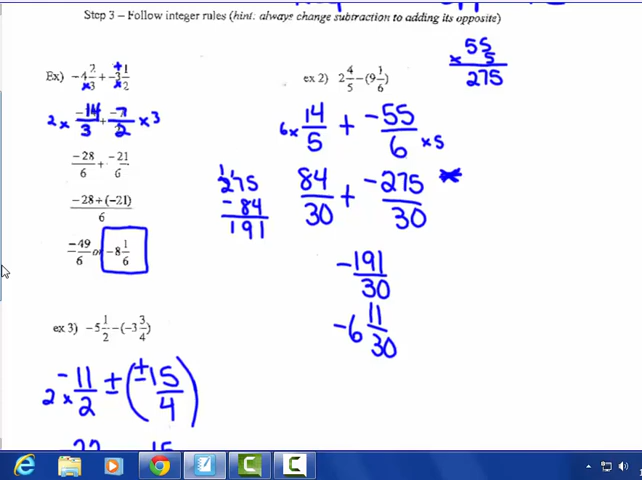 Step 3 – Follow integer rules (hint: always change subtraction to adding its opposite)
Ex) -4 2/3 + -3 1/2
+
×3 ×2
2 × -14/3 + -7/2 × 3
-28/6 + -21/6
-28+(-21)/6
-49/6 or -8 1/6
ex 2) 2 4/5 - (9 1/6)
55
× 5
275
6× 14/5 + -55/6 ×5
84/30 + -275/30
275
- 84
191
-191/30
-6 11/30
ex 3) -5 1/2 - (-3 3/4)
2 × -11/2 ± (±15/4)
22 15